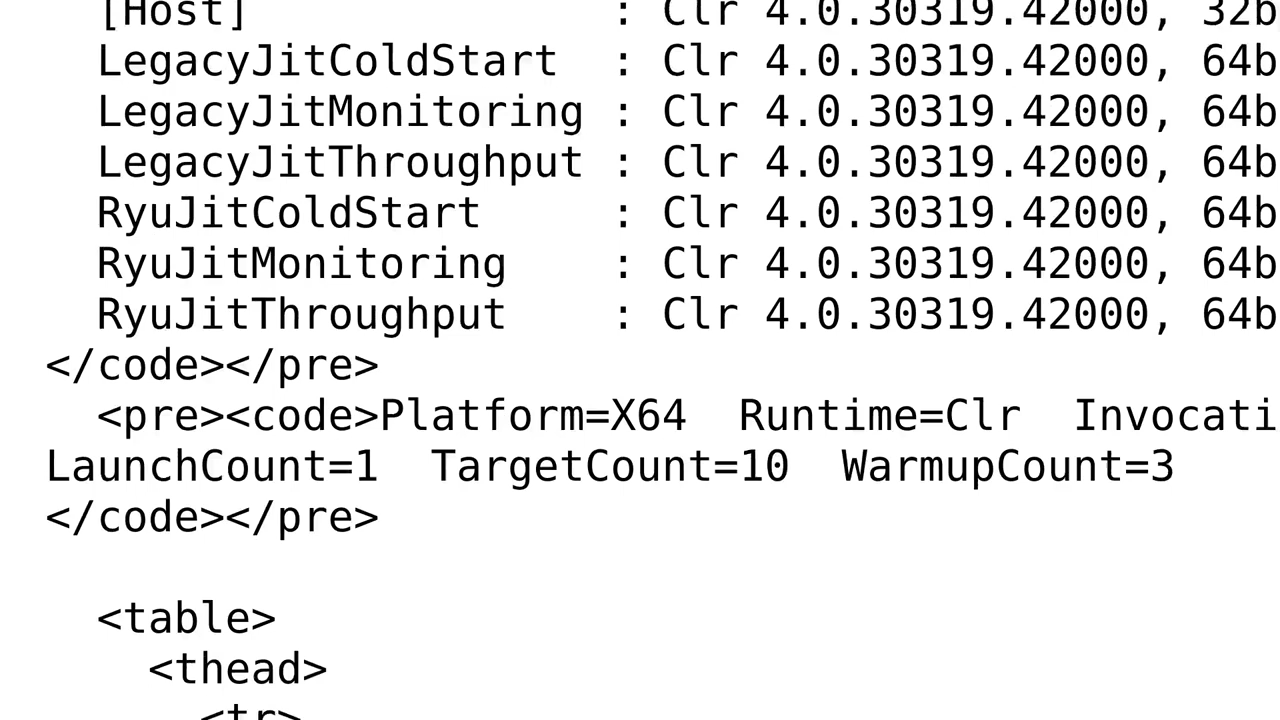 [Host] : Clr 4.0.30319.42000, 32b
LegacyJitColdStart : Clr 4.0.30319.42000, 64b
LegacyJitMonitoring : Clr 4.0.30319.42000, 64b
LegacyJitThroughput : Clr 4.0.30319.42000, 64b
RyuJitColdStart : Clr 4.0.30319.42000, 64b
RyuJitMonitoring : Clr 4.0.30319.42000, 64b
RyuJitThroughput : Clr 4.0.30319.42000, 64b
</code></pre>
<pre><code>Platform=X64 Runtime=Clr Invocati
LaunchCount=1 TargetCount=10 WarmupCount=3
</code></pre>
<table>
<thead>
<tr>